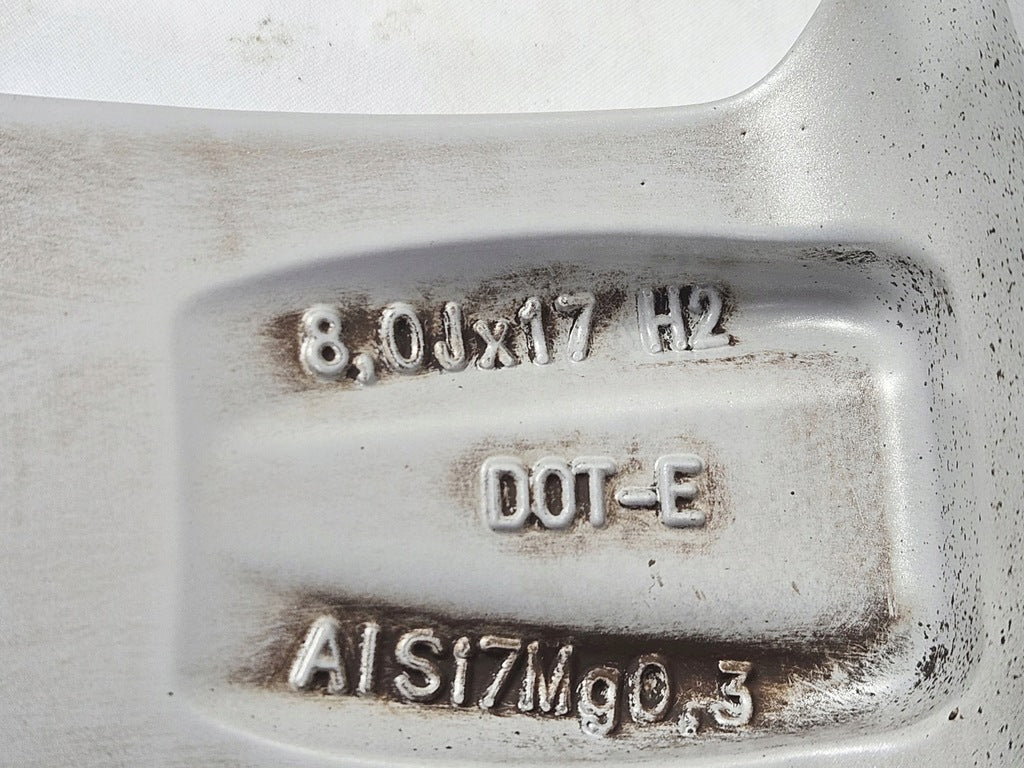 8,0Jx17 H2
DOT-E
AlSi7Mg0,3